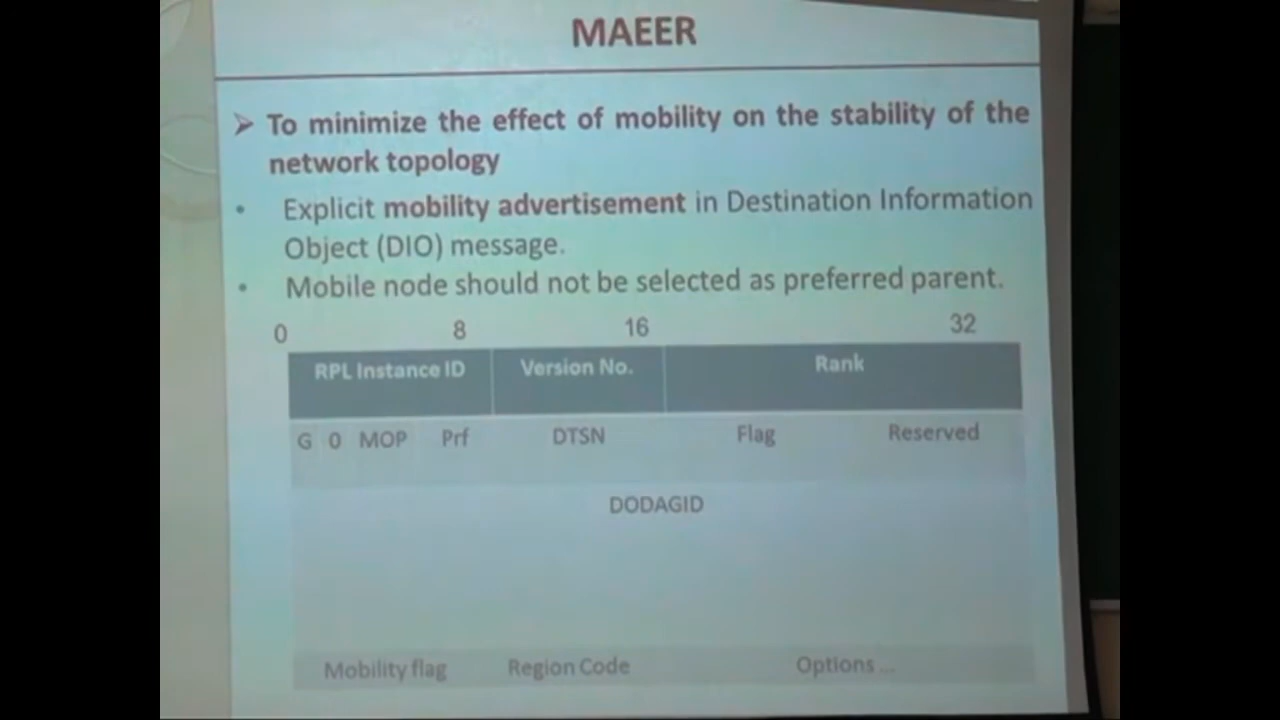 MAEER
➤ To minimize the effect of mobility on the stability of the
network topology
• Explicit mobility advertisement in Destination Information
Object (DIO) message.
• Mobile node should not be selected as preferred parent.
0 8 16 32
RPL Instance ID Version No. Rank
G 0 MOP Prf DTSN Flag Reserved
DODAGID
Mobility flag Region Code Options ...